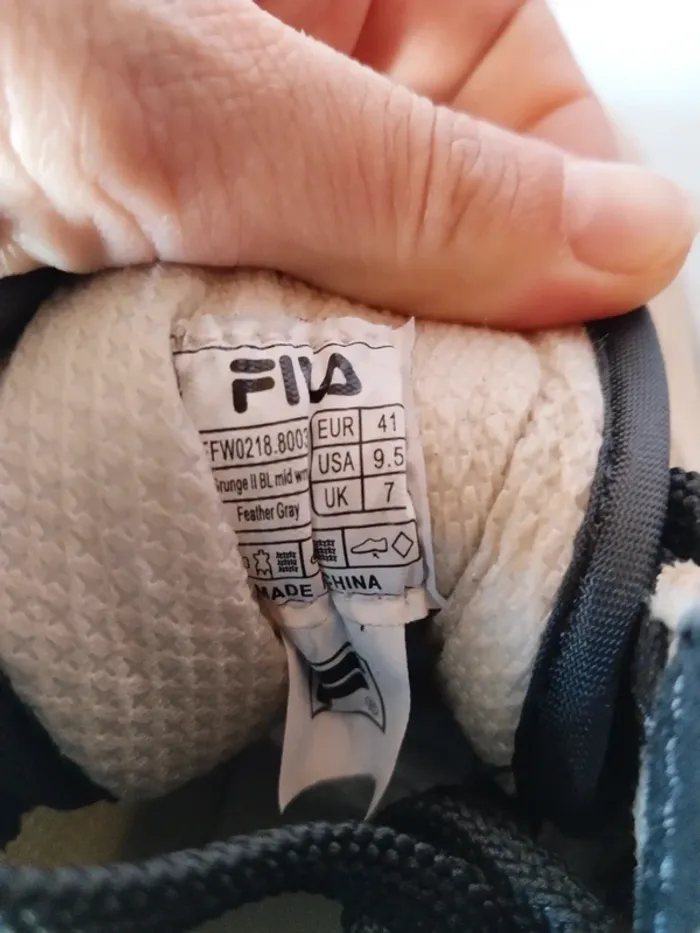 FILA
FFW0218.8003
Grunge II BL mid wmn
Feather Gray
EUR 41
USA 9.5
UK 7
MADE CHINA
®